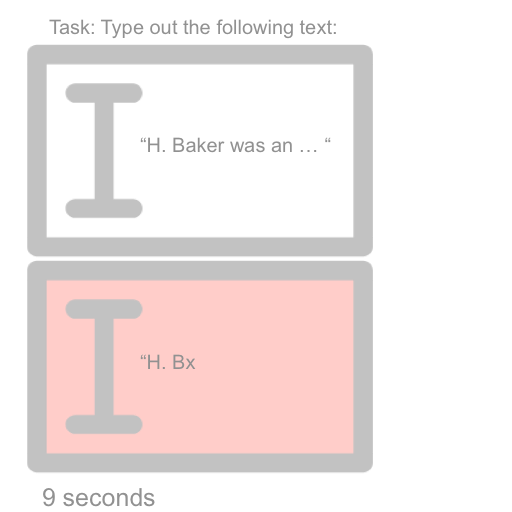 Task: Type out the following text:
“H. Baker was an … “
“H. Bx
9 seconds